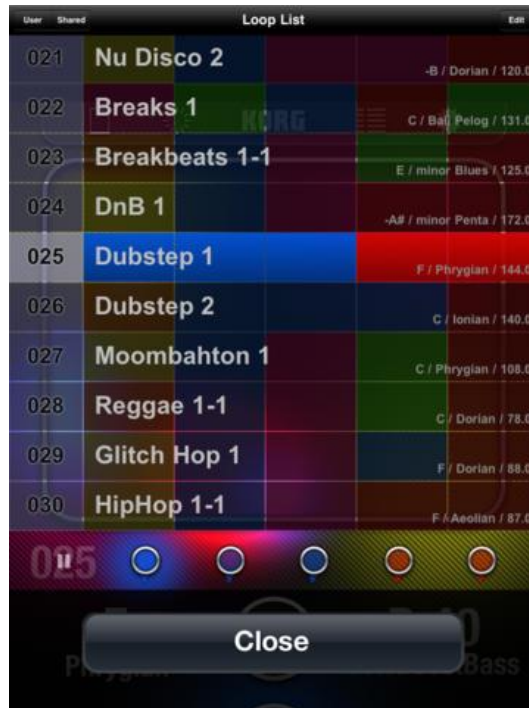 User Shared Loop List Edit
021 Nu Disco 2 -B / Dorian / 120.0
022 Breaks 1 C / Bali Pelog / 131.0
KORG
023 Breakbeats 1-1 E / minor Blues / 125.0
024 DnB 1 -A# / minor Penta / 172.0
025 Dubstep 1 F / Phrygian / 144.0
026 Dubstep 2 C / Ionian / 140.0
027 Moombahton 1 C / Phrygian / 108.0
028 Reggae 1-1 C / Dorian / 78.0
029 Glitch Hop 1 F / Dorian / 88.0
030 HipHop 1-1 F / Aeolian / 87.0
025
Close
Phrygian Bass